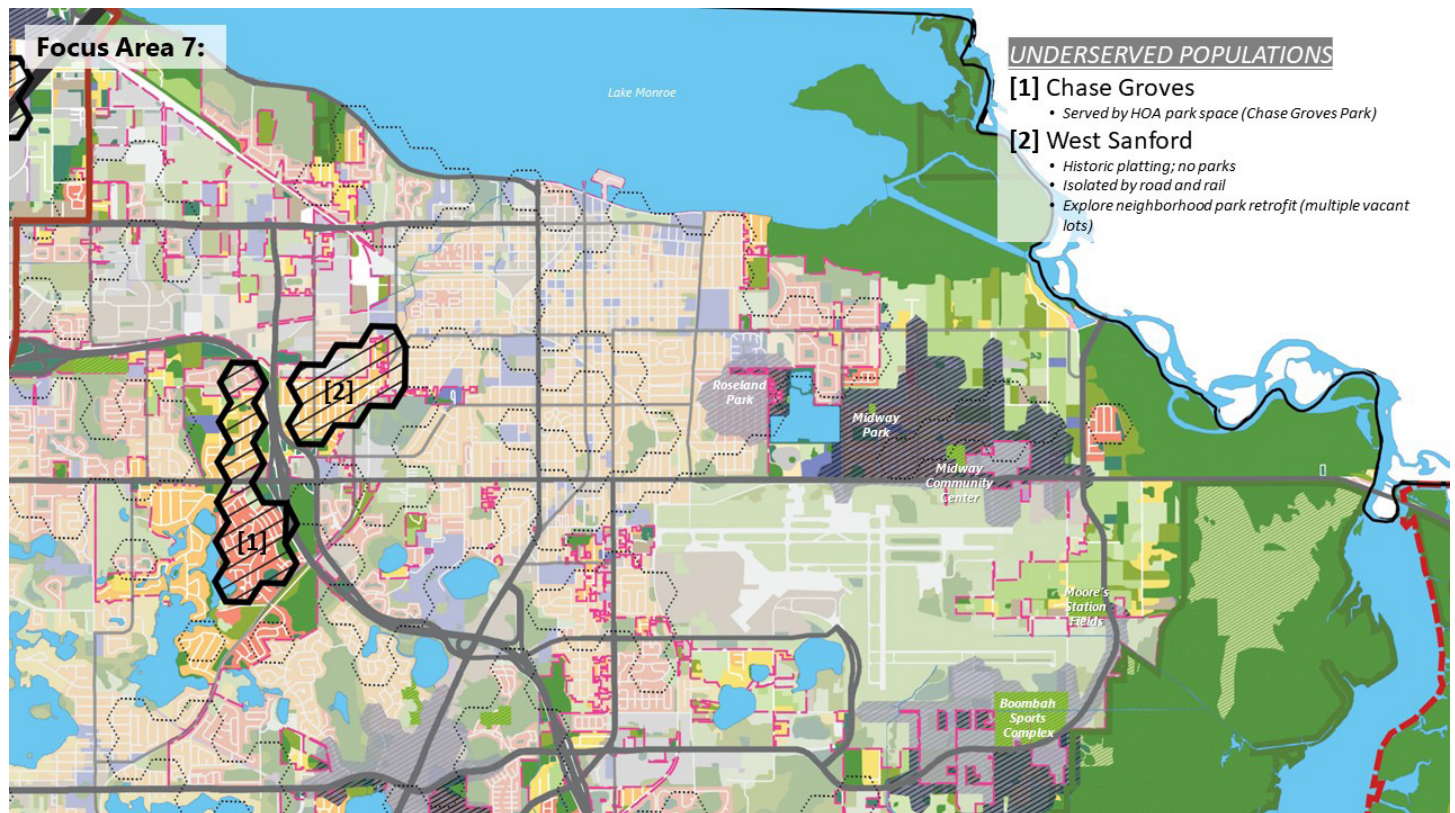 Focus Area 7:
UNDERSERVED POPULATIONS
[1] Chase Groves
• Served by HOA park space (Chase Groves Park)
[2] West Sanford
• Historic platting; no parks
• Isolated by road and rail
• Explore neighborhood park retrofit (multiple vacant
lots)
Lake Monroe
[2]
Roseland
Park
Midway
Park
Midway
Community
Center
[1]
Moore's
Station
Fields
Boombah
Sports
Complex